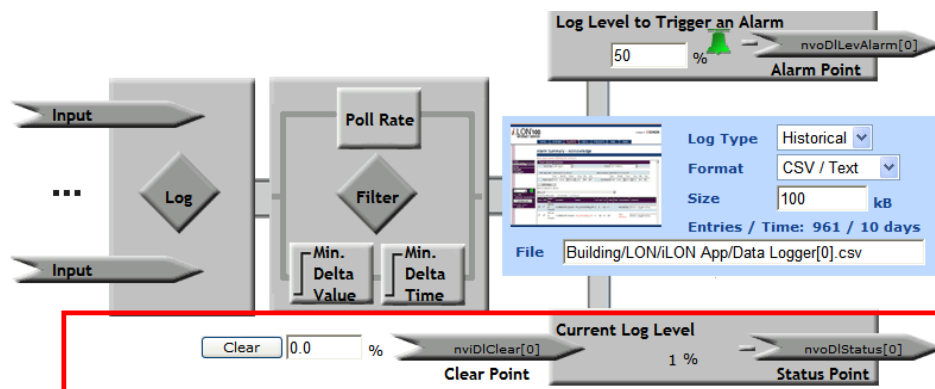 Log Level to Trigger an Alarm
50 %
nvoDlLevAlarm[0]
Alarm Point
Input
Poll Rate
...
Log
Filter
Input
Min. Delta Value
Min. Delta Time
Log Type Historical
Format CSV / Text
Size 100 kB
Entries / Time: 961 / 10 days
File Building/LON/iLON App/Data Logger[0].csv
Current Log Level
Clear 0.0 %
nviDlClear[0]
1 %
nvoDlStatus[0]
Clear Point
Status Point